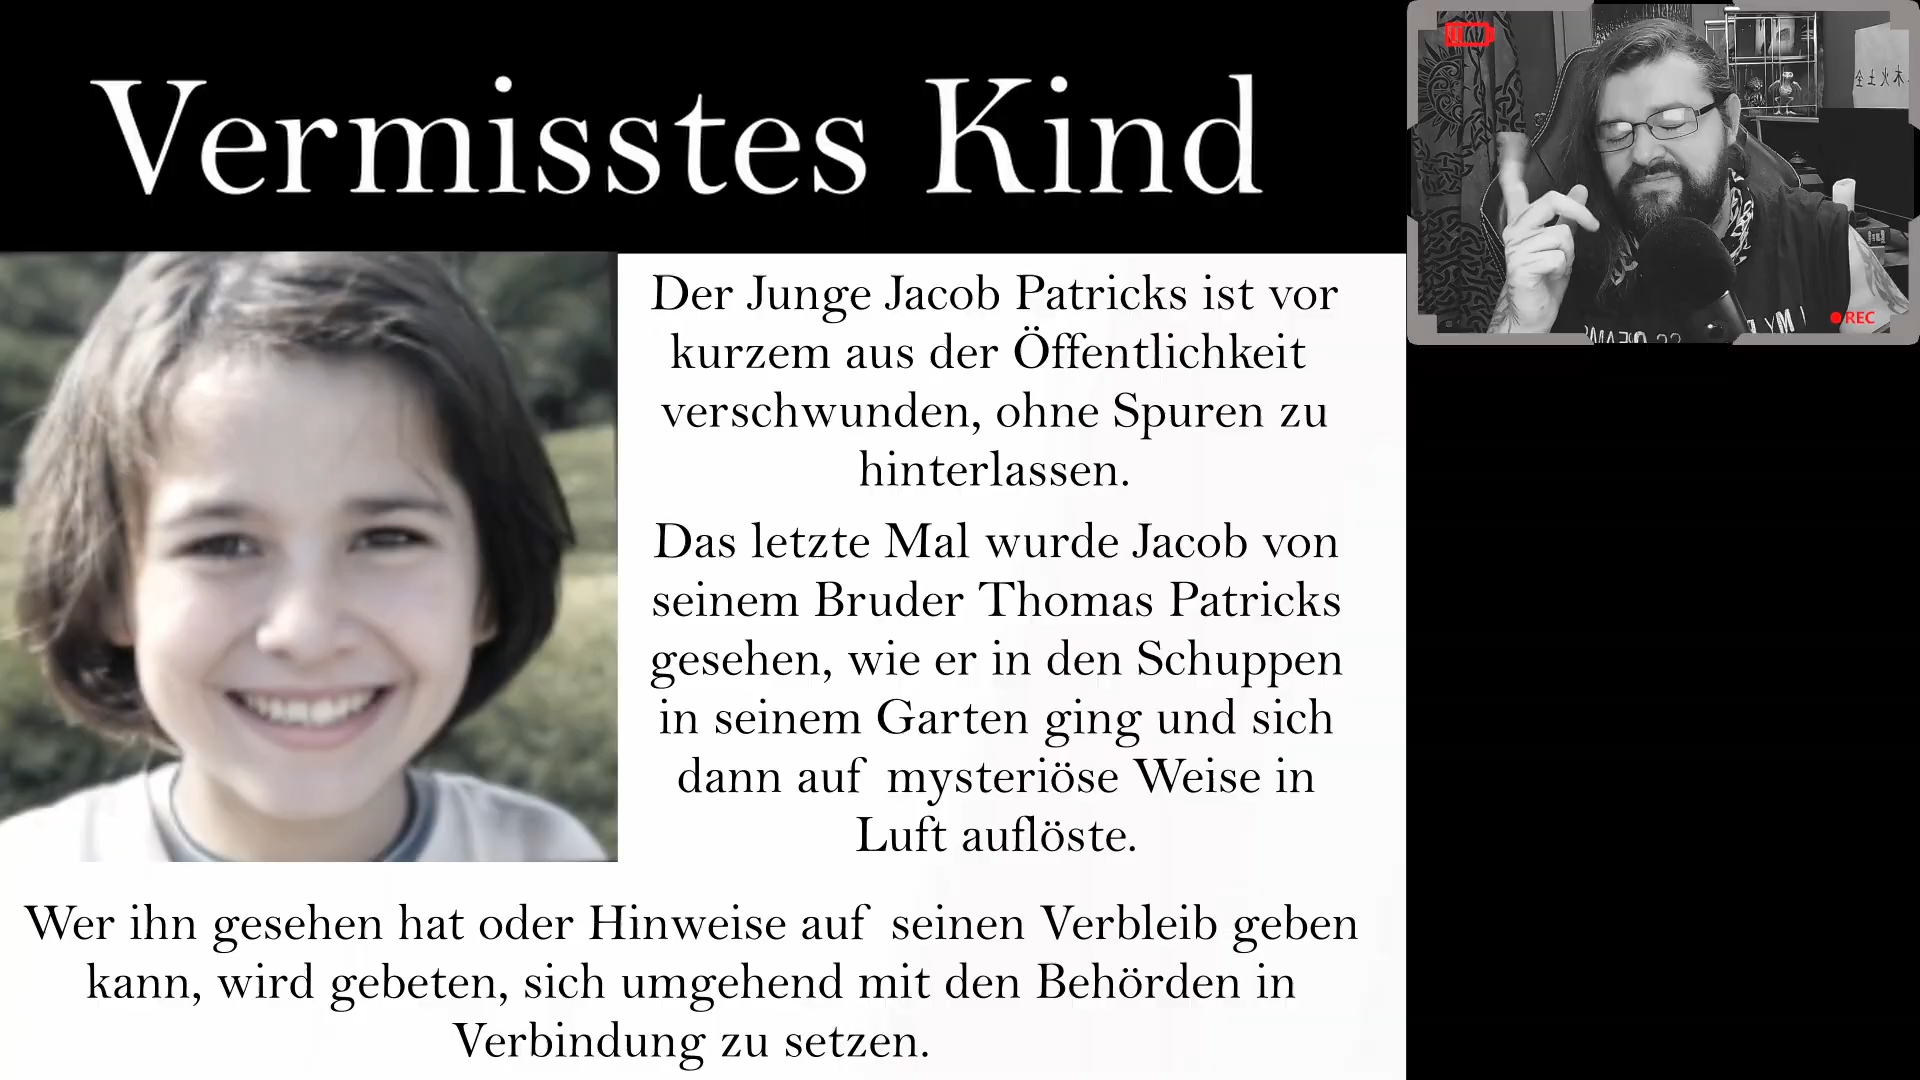 Vermisstes Kind
Der Junge Jacob Patricks ist vor
kurzem aus der Öffentlichkeit
verschwunden, ohne Spuren zu
hinterlassen.
Das letzte Mal wurde Jacob von
seinem Bruder Thomas Patricks
gesehen, wie er in den Schuppen
in seinem Garten ging und sich
dann auf mysteriöse Weise in
Luft auflöste.
Wer ihn gesehen hat oder Hinweise auf seinen Verbleib geben
kann, wird gebeten, sich umgehend mit den Behörden in
Verbindung zu setzen.
REC